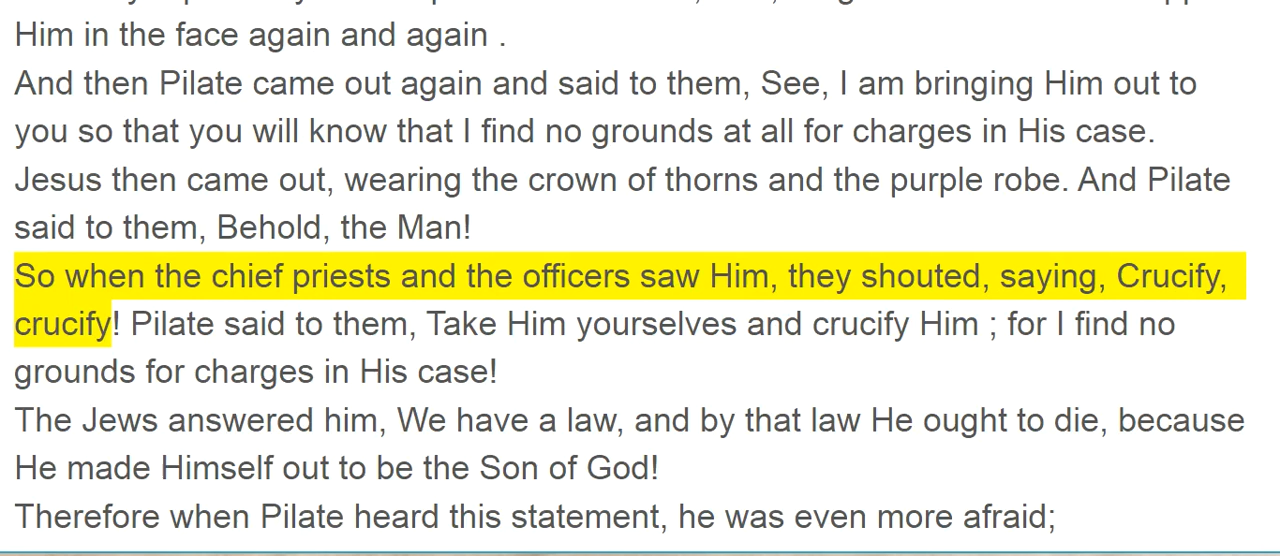 Him in the face again and again .
And then Pilate came out again and said to them, See, I am bringing Him out to
you so that you will know that I find no grounds at all for charges in His case.
Jesus then came out, wearing the crown of thorns and the purple robe. And Pilate
said to them, Behold, the Man!
So when the chief priests and the officers saw Him, they shouted, saying, Crucify,
crucify! Pilate said to them, Take Him yourselves and crucify Him ; for I find no
grounds for charges in His case!
The Jews answered him, We have a law, and by that law He ought to die, because
He made Himself out to be the Son of God!
Therefore when Pilate heard this statement, he was even more afraid;